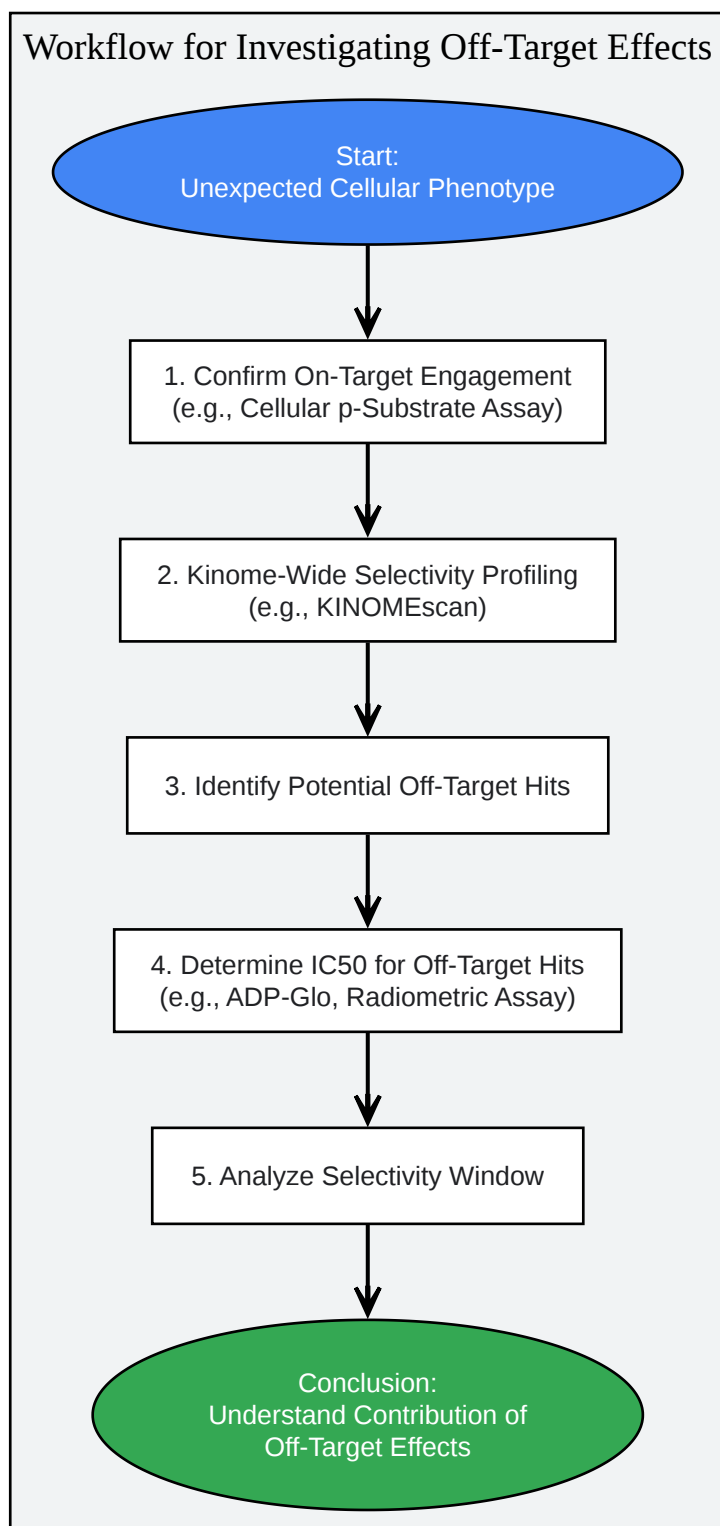 Workflow for Investigating Off-Target Effects
Start:
Unexpected Cellular Phenotype
1. Confirm On-Target Engagement
(e.g., Cellular p-Substrate Assay)
2. Kinome-Wide Selectivity Profiling
(e.g., KINOMEscan)
3. Identify Potential Off-Target Hits
4. Determine IC50 for Off-Target Hits
(e.g., ADP-Glo, Radiometric Assay)
5. Analyze Selectivity Window
Conclusion:
Understand Contribution of
Off-Target Effects